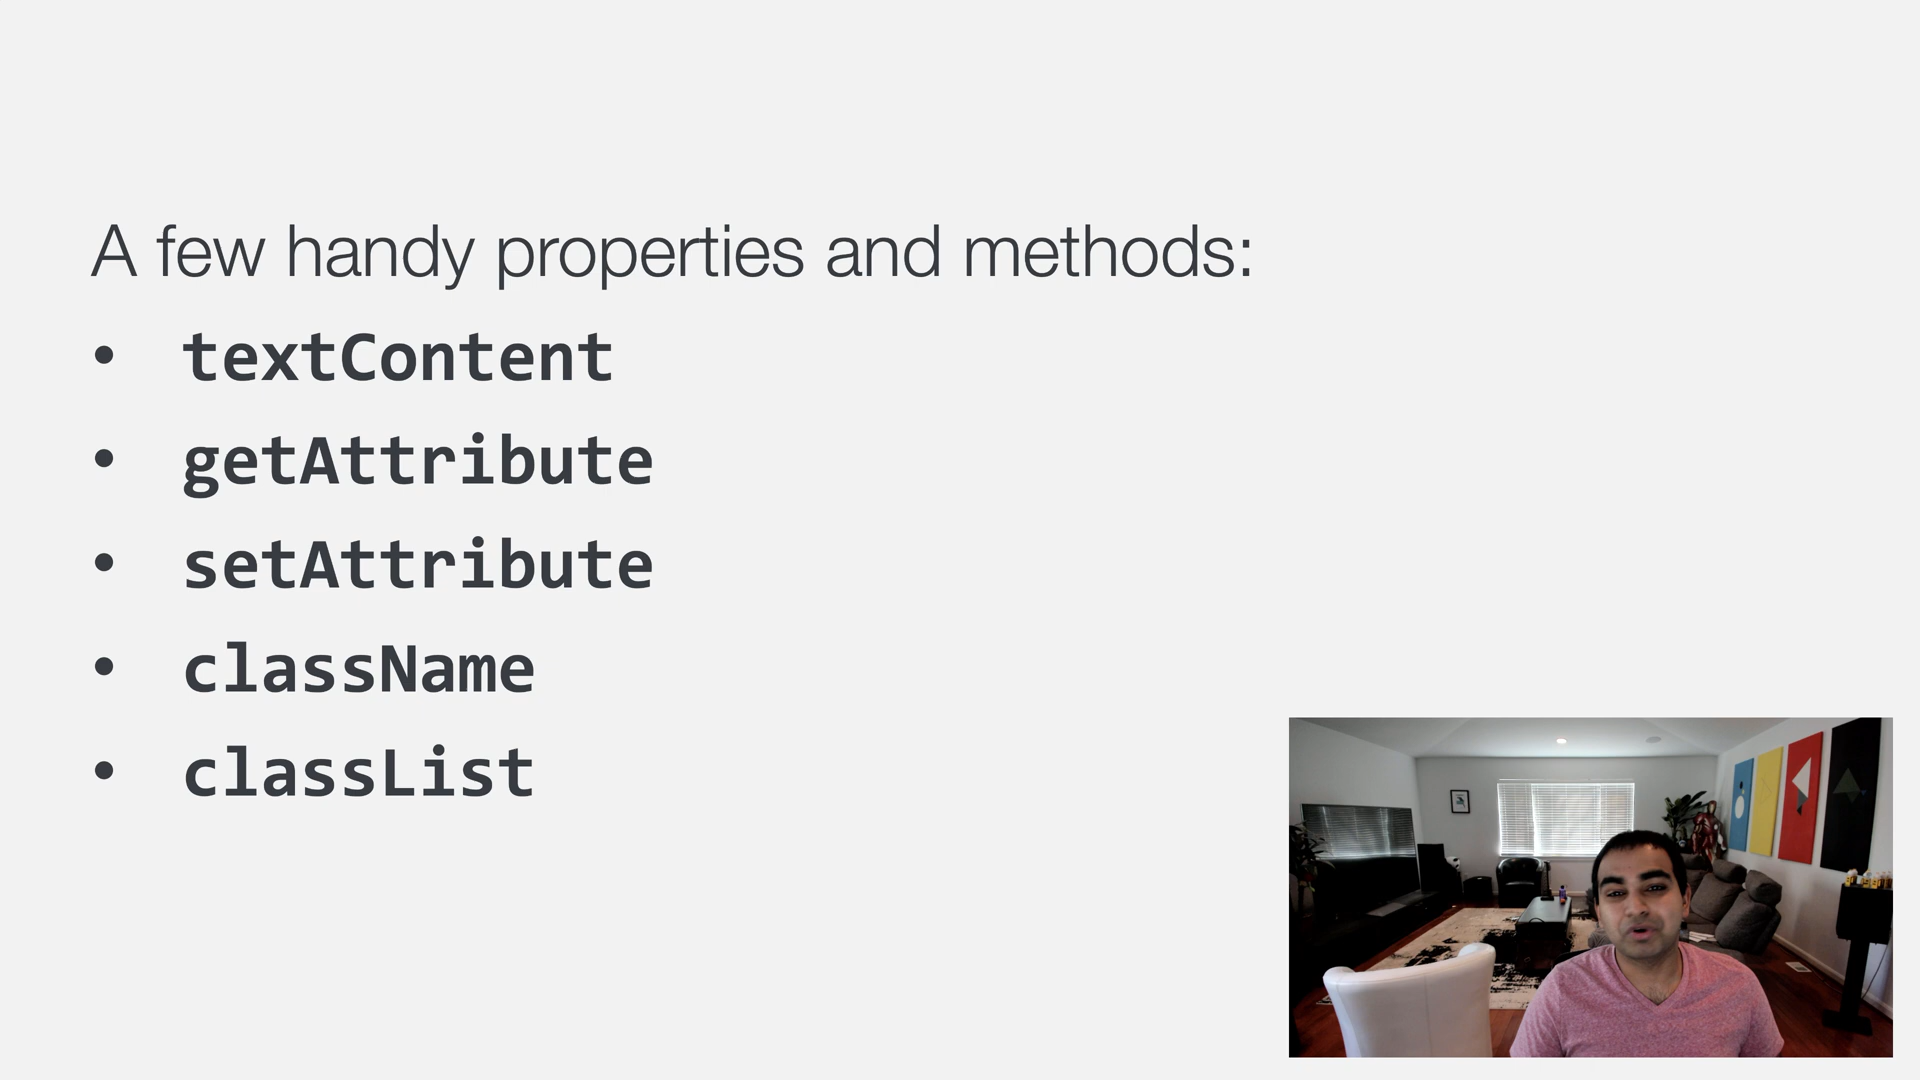 A few handy properties and methods:
• textContent
• getAttribute
• setAttribute
• className
• classList